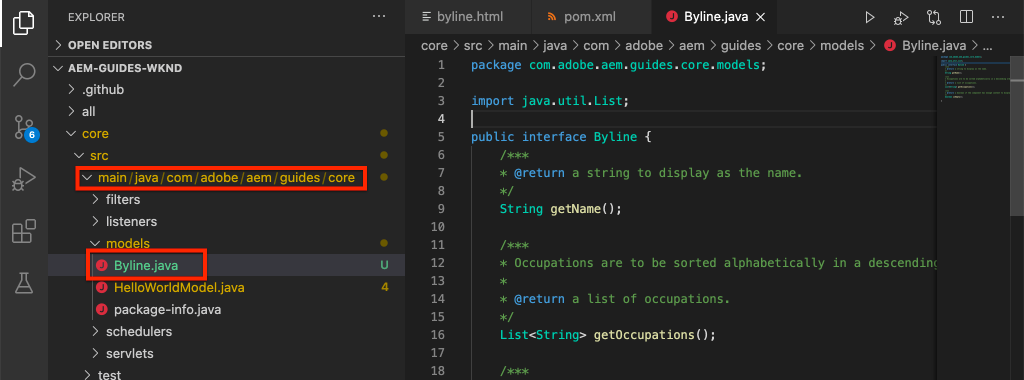 EXPLORER
OPEN EDITORS
AEM-GUIDES-WKND
.github
all
core
src
main/java/com/adobe/aem/guides/core
filters
listeners
models
Byline.java U
HelloWorldModel.java 4
package-info.java
schedulers
servlets
test
6
byline.html pom.xml Byline.java
core > src > main > java > com > adobe > aem > guides > core > models > Byline.java > ...
1 package com.adobe.aem.guides.core.models;
2
3 import java.util.List;
4
5 public interface Byline {
6 /***
7 * @return a string to display as the name.
8 */
9 String getName();
10
11 /***
12 * Occupations are to be sorted alphabetically in a descending
13 *
14 * @return a list of occupations.
15 */
16 List<String> getOccupations();
17
18 /***